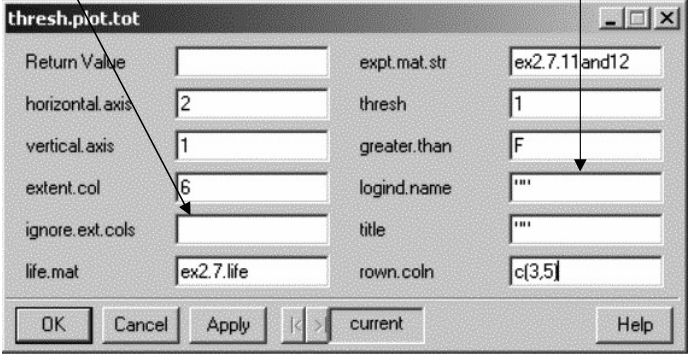 thresh.plot.tot
Return Value expt.mat.str ex2.7.11and12
horizontal.axis 2 thresh 1
vertical.axis 1 greater.than F
extent.col 6 logind.name ""
ignore.ext.cols title ""
life.mat ex2.7.life rown.coln c(3,5)
OK Cancel Apply current Help